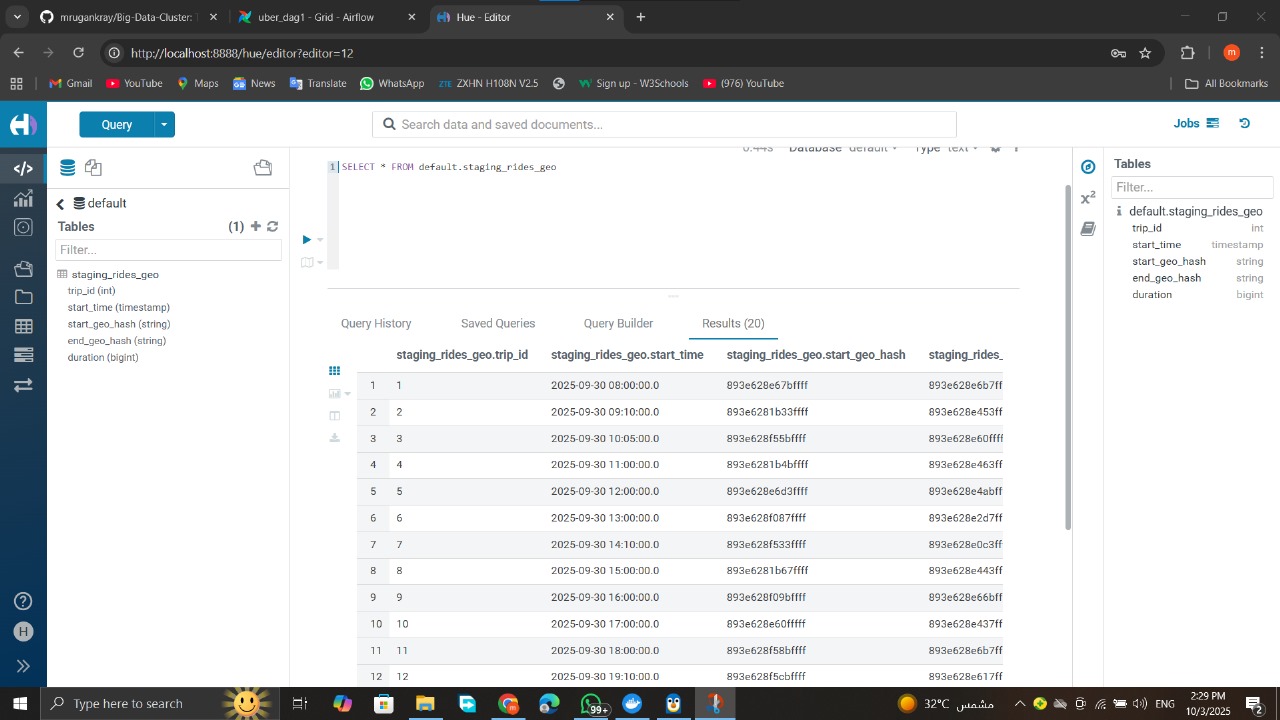 mrugankray/Big-Data-Cluster: T
uber_dag1 - Grid - Airflow
Hue - Editor
http://localhost:8888/hue/editor?editor=12
m
Gmail
YouTube
Maps
News
Translate
WhatsApp
ZTE ZXHN H108N V2.5
Sign up - W3Schools
(976) YouTube
All Bookmarks
Query
Search data and saved documents...
Jobs
default
Tables
(1)
Filter...
staging_rides_geo
trip_id (int)
start_time (timestamp)
start_geo_hash (string)
end_geo_hash (string)
duration (bigint)
H
0.44s Database default Type text
1 SELECT * FROM default.staging_rides_geo
Query History Saved Queries Query Builder Results (20)
staging_rides_geo.trip_id staging_rides_geo.start_time staging_rides_geo.start_geo_hash staging_rides_
1 1 2025-09-30 08:00:00.0 893e628e67bffff 893e628e6b7ff
2 2 2025-09-30 09:10:00.0 893e6281b33ffff 893e628e453ff
3 3 2025-09-30 10:05:00.0 893e628f55bffff 893e628e60ffff
4 4 2025-09-30 11:00:00.0 893e6281b4bffff 893e628e463ff
5 5 2025-09-30 12:00:00.0 893e628e6d3ffff 893e628e4abff
6 6 2025-09-30 13:00:00.0 893e628f087ffff 893e628e2d7ff
7 7 2025-09-30 14:10:00.0 893e628f533ffff 893e628e0c3ff
8 8 2025-09-30 15:00:00.0 893e6281b67ffff 893e628e443ff
9 9 2025-09-30 16:00:00.0 893e628f09bffff 893e628e66bff
10 10 2025-09-30 17:00:00.0 893e628e60fffff 893e628e437ff
11 11 2025-09-30 18:00:00.0 893e628f58bffff 893e628e6b7ff
12 12 2025-09-30 19:10:00.0 893e628f5cbffff 893e628e617ff
x²
Tables
Filter...
default.staging_rides_geo
trip_id int
start_time timestamp
start_geo_hash string
end_geo_hash string
duration bigint
Type here to search
99+
32°C مشمس
ENG
2:29 PM
10/3/2025
2